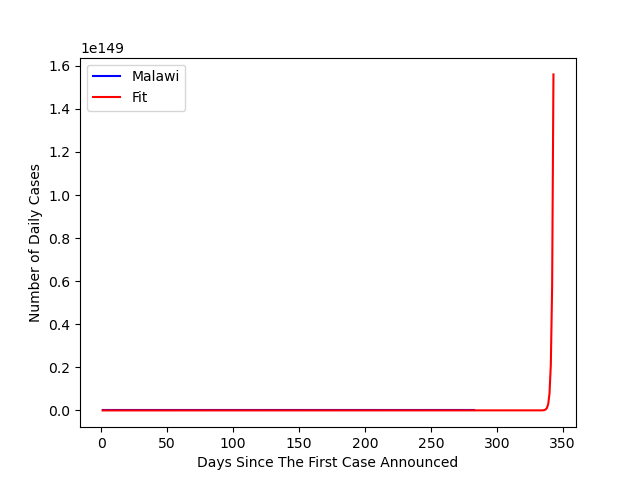 1e149
1.6
1.4
1.2
1.0
0.8
0.6
0.4
0.2
0.0
Number of Daily Cases
Malawi
Fit
0 50 100 150 200 250 300 350
Days Since The First Case Announced